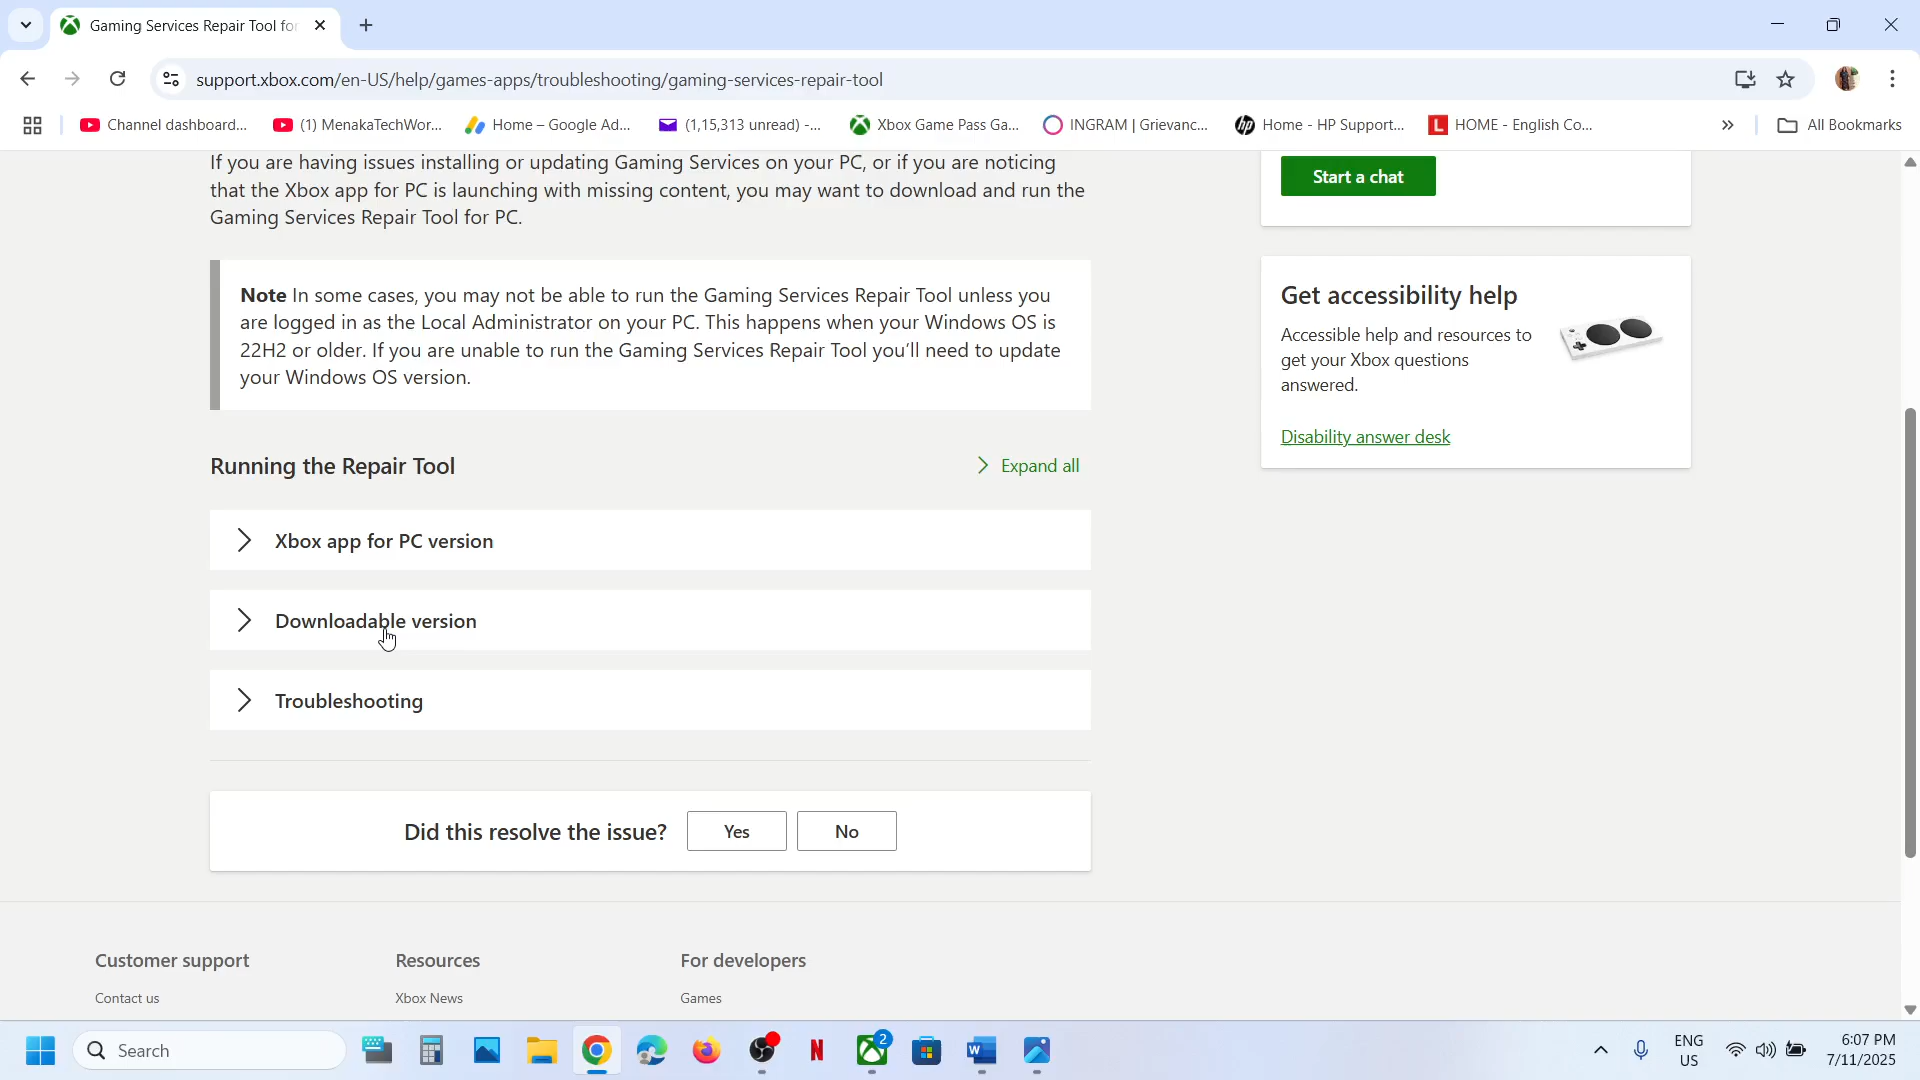 Gaming Services Repair Tool for
support.xbox.com/en-US/help/games-apps/troubleshooting/gaming-services-repair-tool
Channel dashboard...
(1) MenakaTechWor...
Home – Google Ad...
(1,15,313 unread) -...
Xbox Game Pass Ga...
INGRAM | Grievanc...
Home - HP Support...
HOME - English Co...
All Bookmarks
If you are having issues installing or updating Gaming Services on your PC, or if you are noticing
that the Xbox app for PC is launching with missing content, you may want to download and run the
Gaming Services Repair Tool for PC.
Note In some cases, you may not be able to run the Gaming Services Repair Tool unless you
are logged in as the Local Administrator on your PC. This happens when your Windows OS is
22H2 or older. If you are unable to run the Gaming Services Repair Tool you’ll need to update
your Windows OS version.
Running the Repair Tool
Expand all
Xbox app for PC version
Downloadable version
Troubleshooting
Did this resolve the issue?
Yes
No
Start a chat
Get accessibility help
Accessible help and resources to
get your Xbox questions
answered.
Disability answer desk
Customer support
Resources
For developers
Contact us
Xbox News
Games
Search
2
ENG
US
6:07 PM
7/11/2025